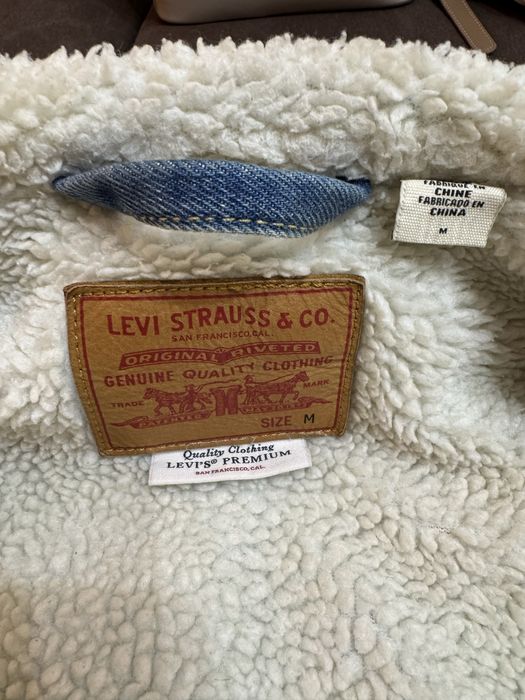 FABRIQUÉ EN
CHINE
FABRICADO EN
CHINA
M
LEVI STRAUSS & CO.
SAN FRANCISCO, CAL.
ORIGINAL RIVETED
GENUINE QUALITY CLOTHING
TRADE MARK
SIZE M
Quality Clothing
LEVI'S PREMIUM
SAN FRANCISCO, CAL.